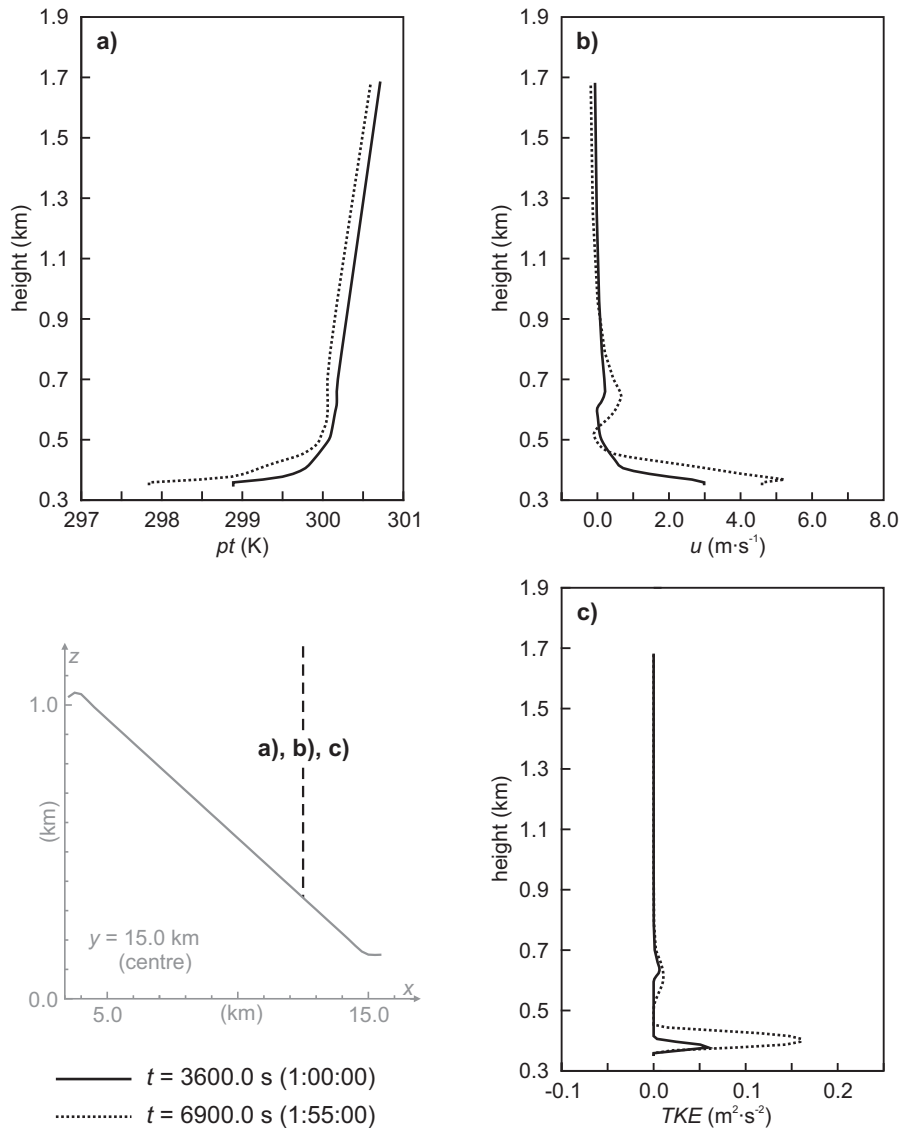 a)
1.9
1.7
1.5
1.3
1.1
0.9
0.7
0.5
0.3
height (km)
297 298 299 300 301
pt (K)
b)
1.9
1.7
1.5
1.3
1.1
0.9
0.7
0.5
0.3
height (km)
0.0 2.0 4.0 6.0 8.0
u (m·s⁻¹)
z
1.0
(km)
0.0
a), b), c)
y = 15.0 km
(centre)
x
5.0 (km) 15.0
c)
1.9
1.7
1.5
1.3
1.1
0.9
0.7
0.5
0.3
height (km)
-0.1 0.0 0.1 0.2
TKE (m²·s⁻²)
t = 3600.0 s (1:00:00)
t = 6900.0 s (1:55:00)